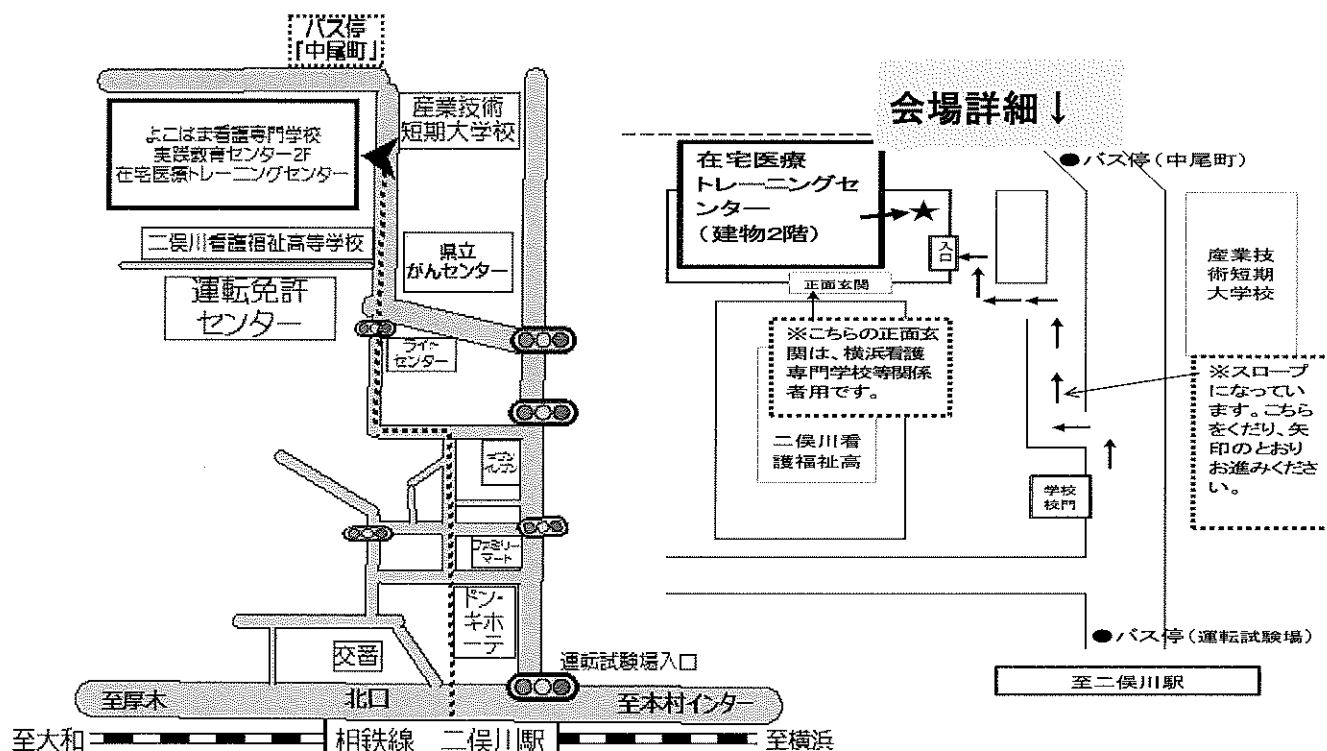 バス停
「中尾町」
よこはま看護専門学校
実践教育センター2F
在宅医療トレーニングセンター
産業技術
短期大学校
二俣川看護福祉高等学校
県立
がんセンター
運転免許
センター
ライト
センター
ファミリー
マート
ドン・
キホ
ーテ
交番
運転試験場入口
至厚木
北口
至本村インター
至大和
相鉄線 二俣川駅
至横浜
会場詳細↓
在宅医療
トレーニングセ
ンター
(建物2階)
入口
正面玄関
バス停(中尾町)
産業技
術短期
大学校
※こちらの正面玄
関は、横浜看護
専門学校等関係
者用です。
二俣川看
護福祉高
※スロープ
になってい
ます。こちら
をくだり、矢
印のとおり
お進みくださ
い。
学校
校門
バス停(運転試験場)
至二俣川駅